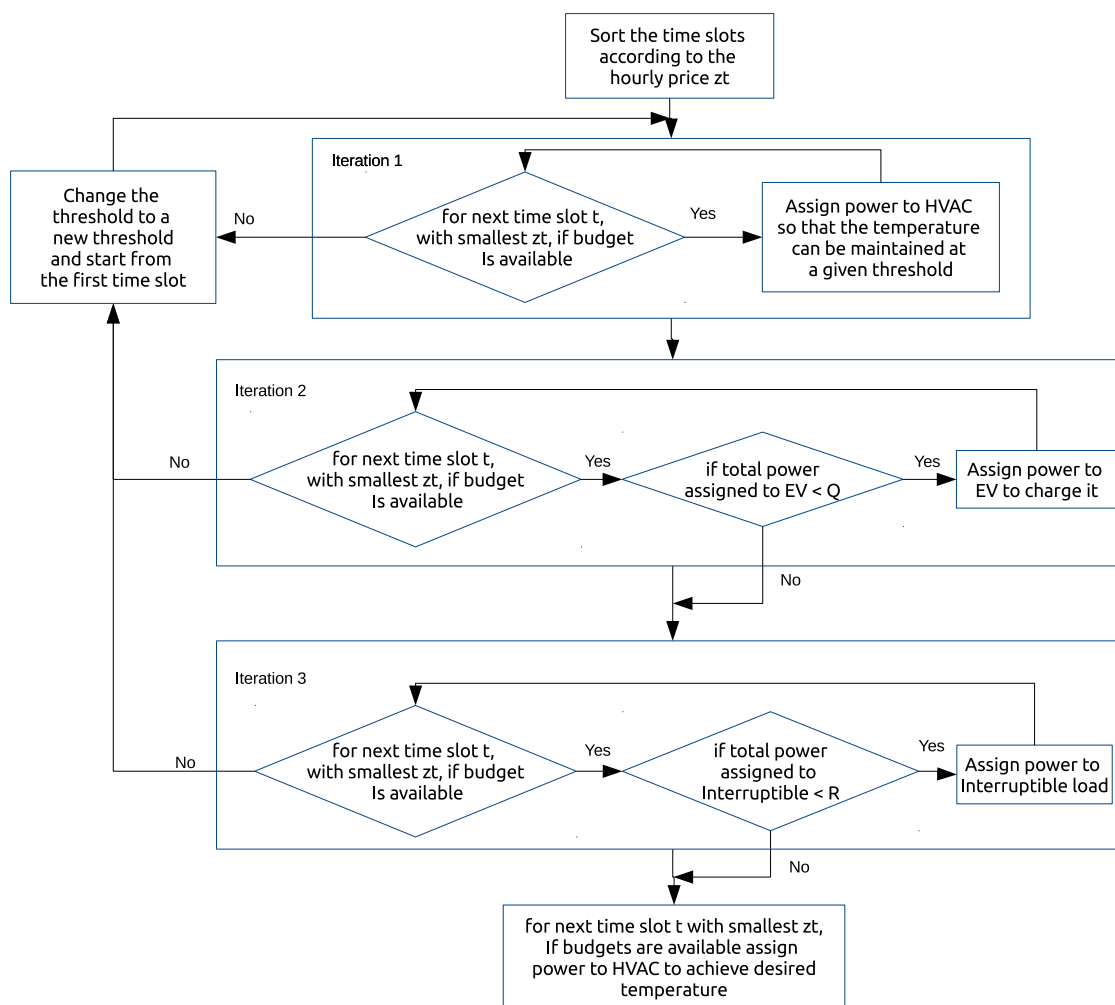 Sort the time slots
according to the
hourly price zt
Iteration 1
Change the
threshold to a
new threshold
and start from
the first time slot
No
for next time slot t,
with smallest zt, if budget
Is available
Yes
Assign power to HVAC
so that the temperature
can be maintained at
a given threshold
Iteration 2
No
for next time slot t,
with smallest zt, if budget
Is available
Yes
if total power
assigned to EV < Q
Yes
Assign power to
EV to charge it
No
Iteration 3
No
for next time slot t,
with smallest zt, if budget
Is available
Yes
if total power
assigned to
Interruptible < R
Yes
Assign power to
Interruptible load
No
for next time slot t with smallest zt,
If budgets are available assign
power to HVAC to achieve desired
temperature